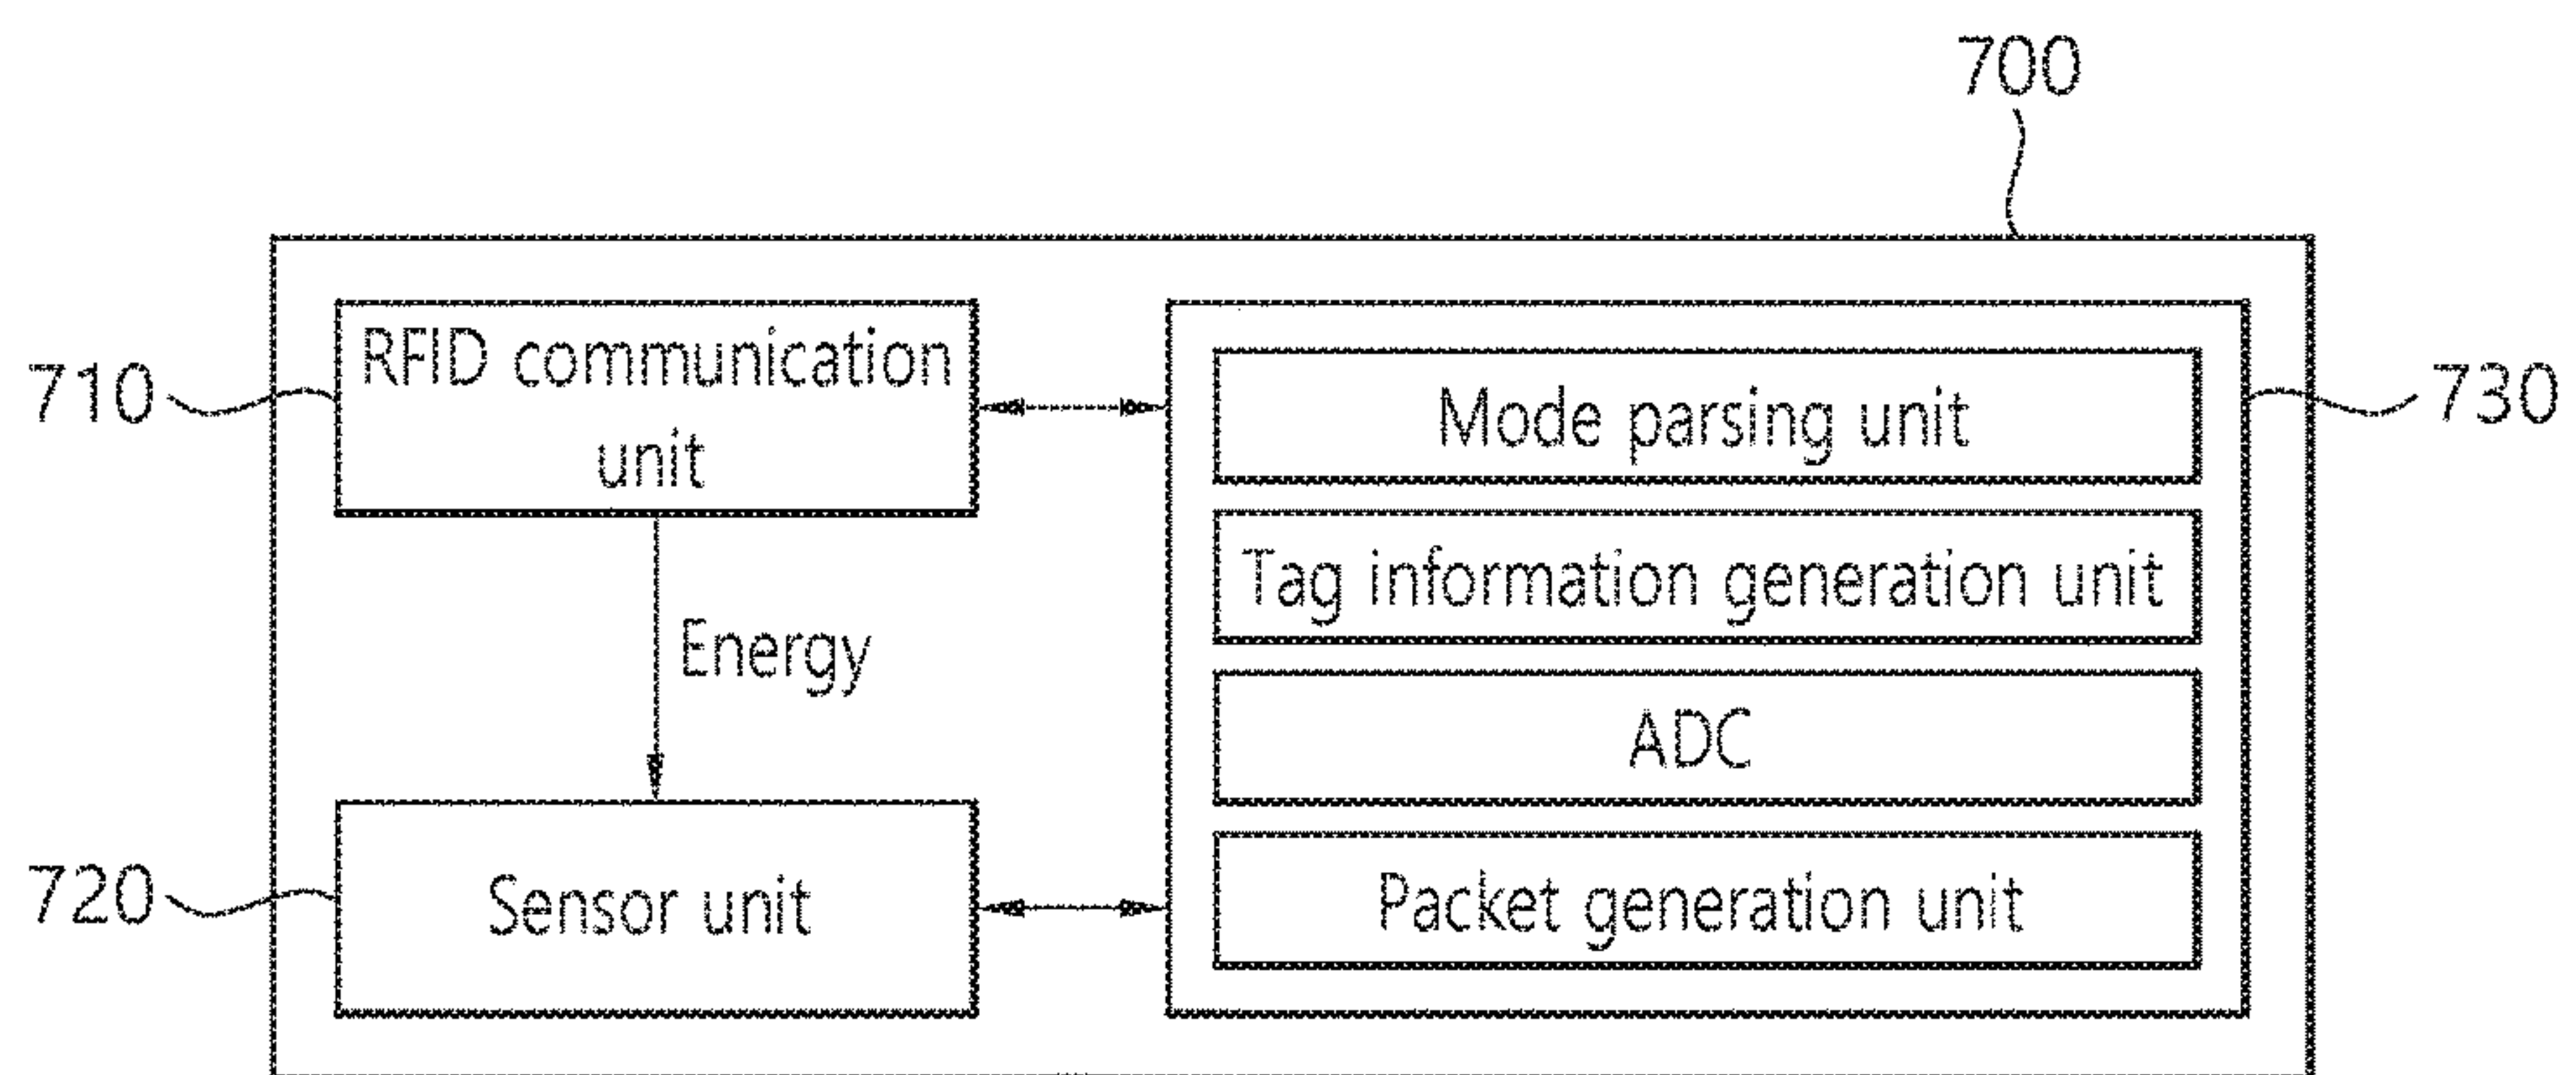 700
710
RFID communication
unit
Mode parsing unit
730
Tag information generation unit
Energy
ADC
720
Sensor unit
Packet generation unit